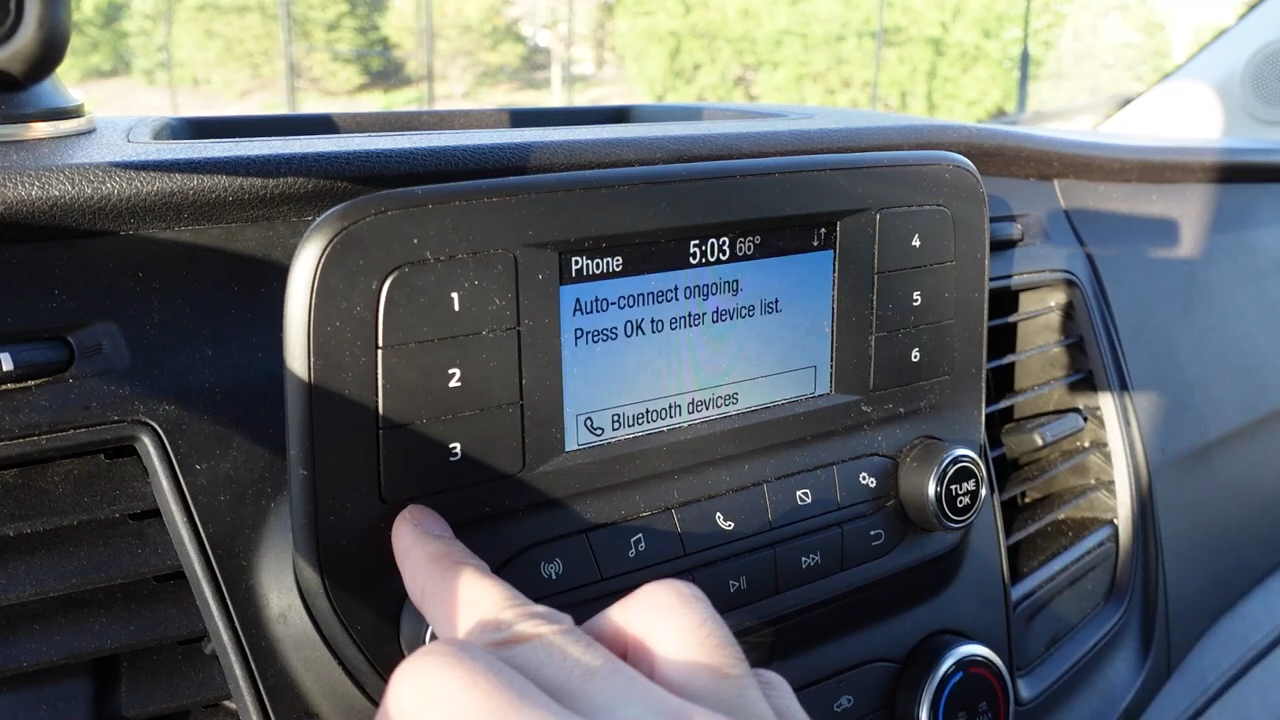 Phone 5:03 66°
Auto-connect ongoing.
Press OK to enter device list.
Bluetooth devices
1
2
3
4
5
6
TUNE
OK